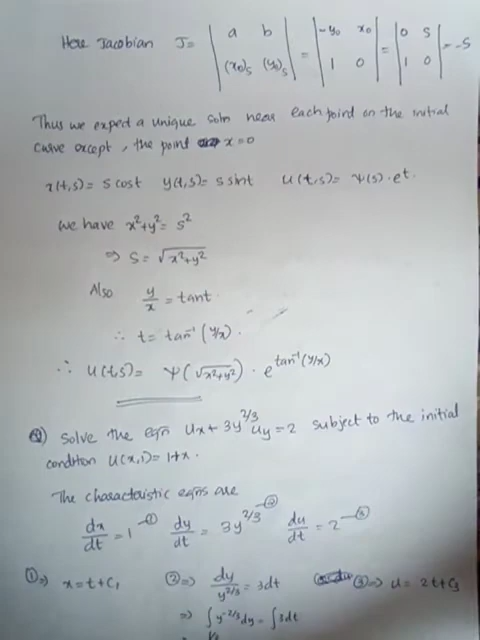 Here Jacobian J = | a b | = | -y₀ x₀ | = | 0 s | = -s
| (x₀)ₛ (y₀)ₛ | | 1 0 | | 1 0 |
Thus we expect a unique soln near each point on the initial
curve except, the point x=0
x(t,s) = s cost y(t,s) = s sint u(t,s) = ψ(s)·eᵗ.
We have x²+y² = s²
⇒ s = √(x²+y²)
Also y/x = tant
∴ t = tan⁻¹(y/x).
∴ u(t,s) = ψ(√(x²+y²)) · e^(tan⁻¹(y/x))
Q) Solve the eqn Ux + 3y^(2/3) Uy = 2 subject to the initial
condition U(x,1) = 1+x.
The characteristic eqns are
dx/dt = 1 —① dy/dt = 3y^(2/3) —② du/dt = 2 —③
①⇒ x = t+C₁ ②⇒ dy/y^(2/3) = 3dt ③⇒ u = 2t+C₃
⇒ ∫y^(-2/3) dy = ∫3dt